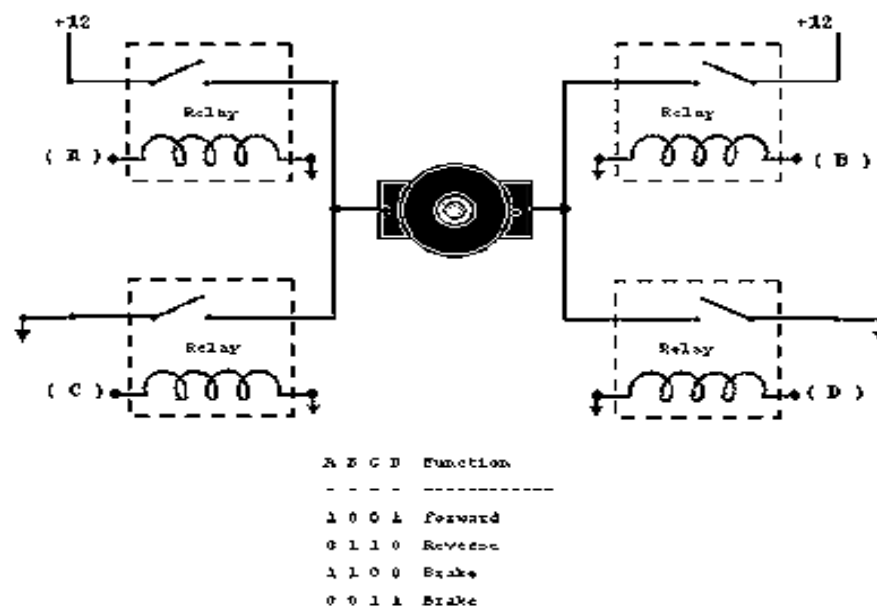 +12 +12
Relay Relay
( A ) ( B )
Relay Relay
( C ) ( D )
A B C D Function
- - - - ------------
1 0 0 1 Forward
0 1 1 0 Reverse
1 1 0 0 Brake
0 0 1 1 Brake